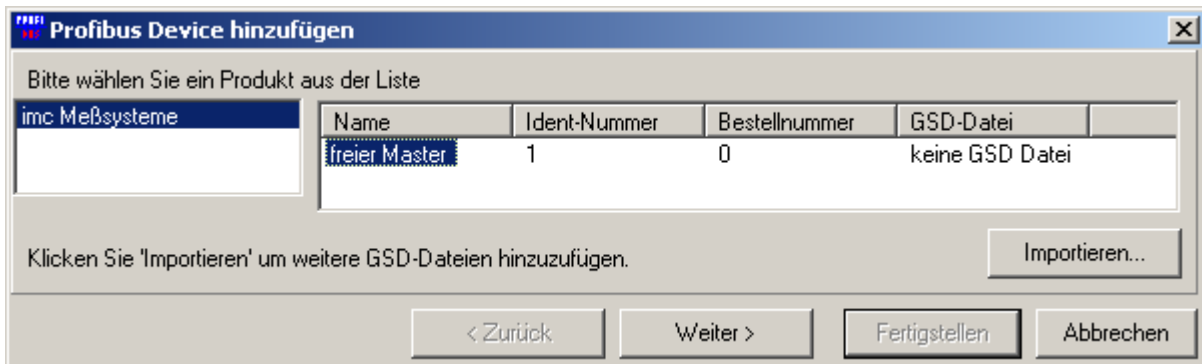 PROFI BUS Profibus Device hinzufügen
Bitte wählen Sie ein Produkt aus der Liste
imc Meßsysteme
Name Ident-Nummer Bestellnummer GSD-Datei
freier Master 1 0 keine GSD Datei
Klicken Sie 'Importieren' um weitere GSD-Dateien hinzuzufügen.
Importieren...
< Zurück Weiter > Fertigstellen Abbrechen